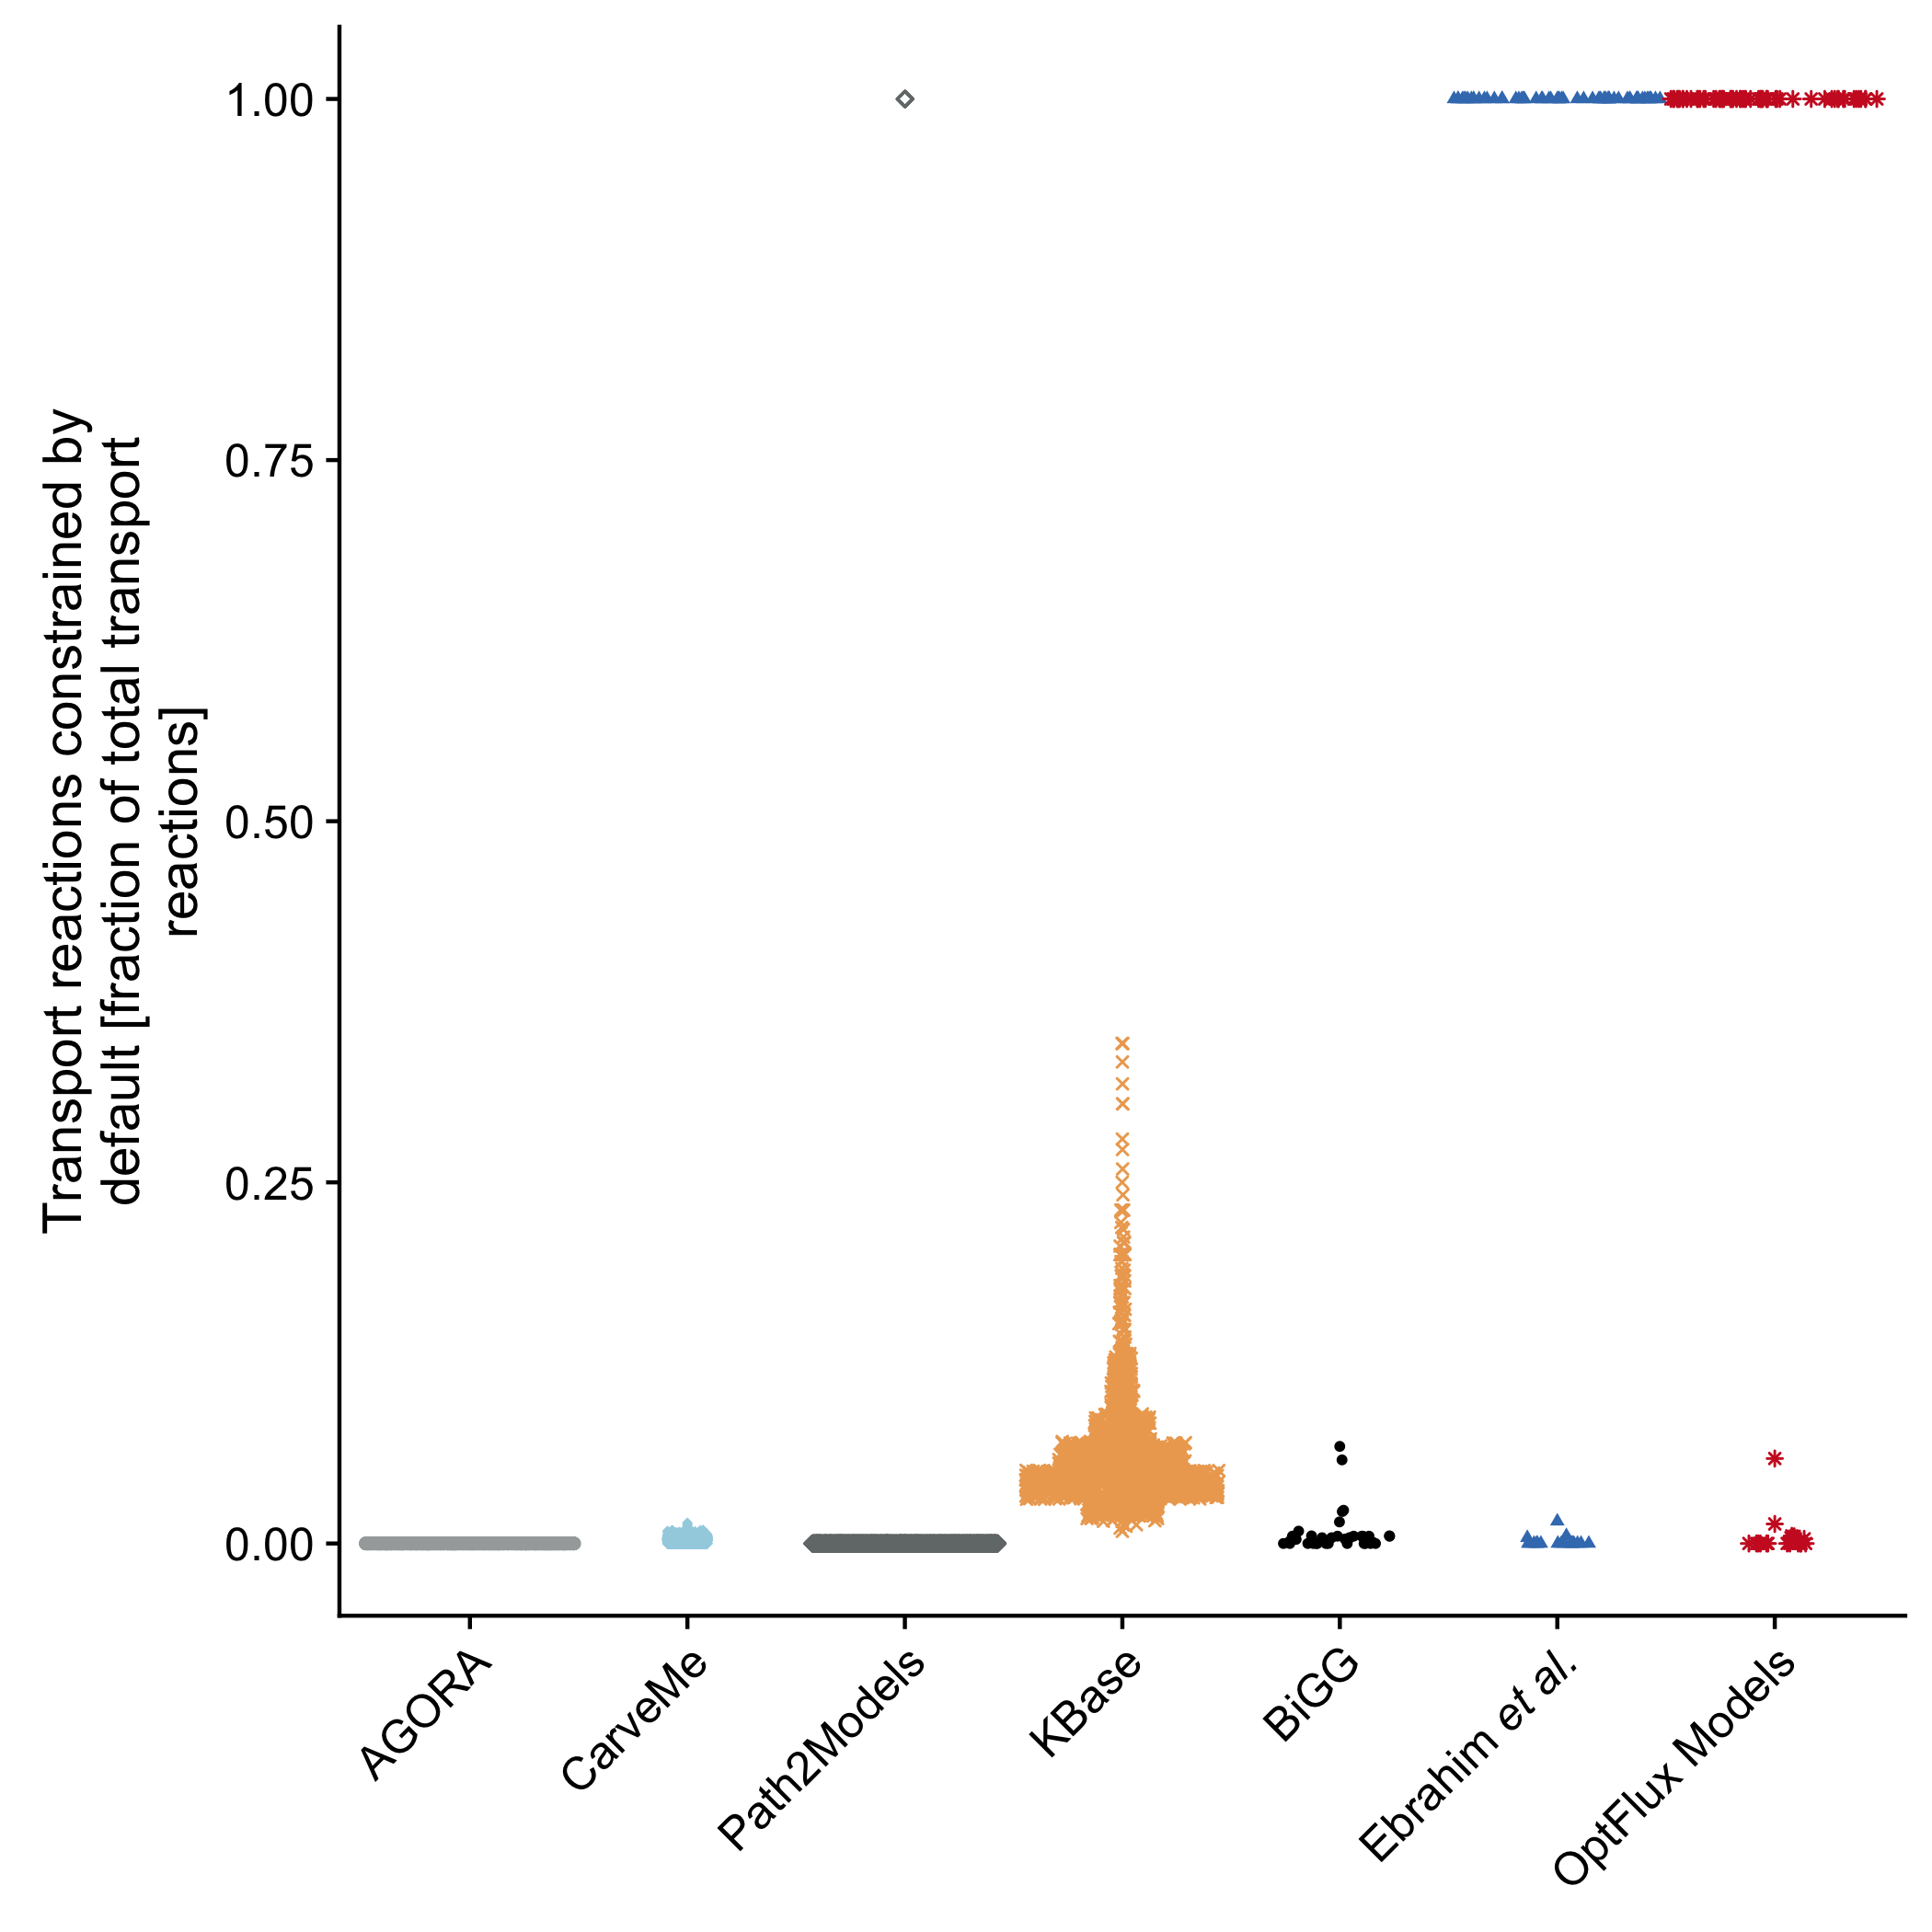 Transport reactions constrained by
default [fraction of total transport
reactions]
1.00
0.75
0.50
0.25
0.00
AGORA
CarveMe
Path2Models
KBase
BiGG
Ebrahim et al.
OptFlux Models